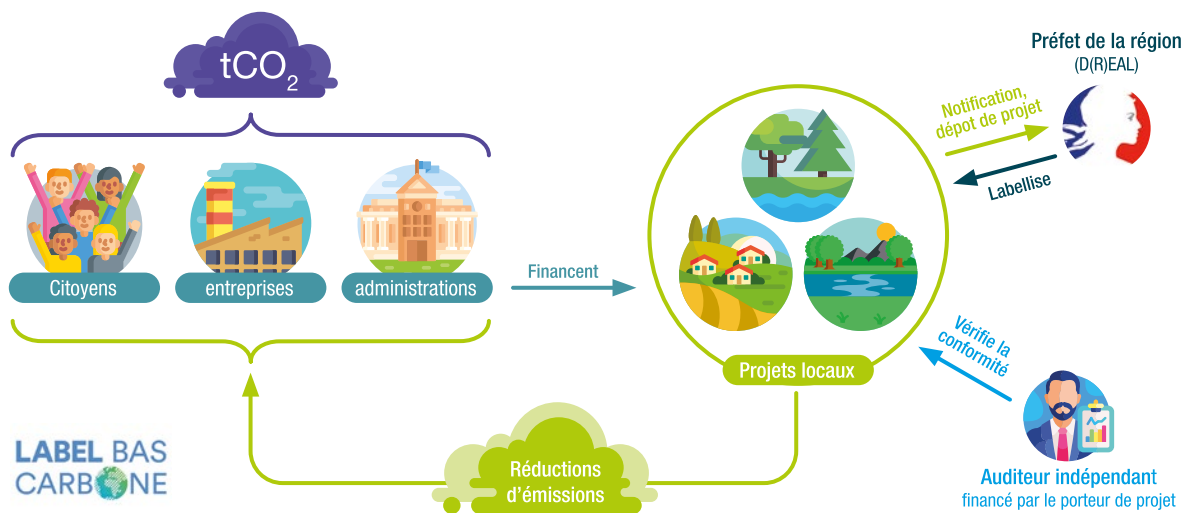 tCO2
Citoyens
entreprises
administrations
Financent
Projets locaux
Notification,
dépot de projet
Labellise
Préfet de la région
(D(R)EAL)
Vérifie la
conformité
Auditeur indépendant
financé par le porteur de projet
Réductions
d'émissions
LABEL BAS
CARBONE